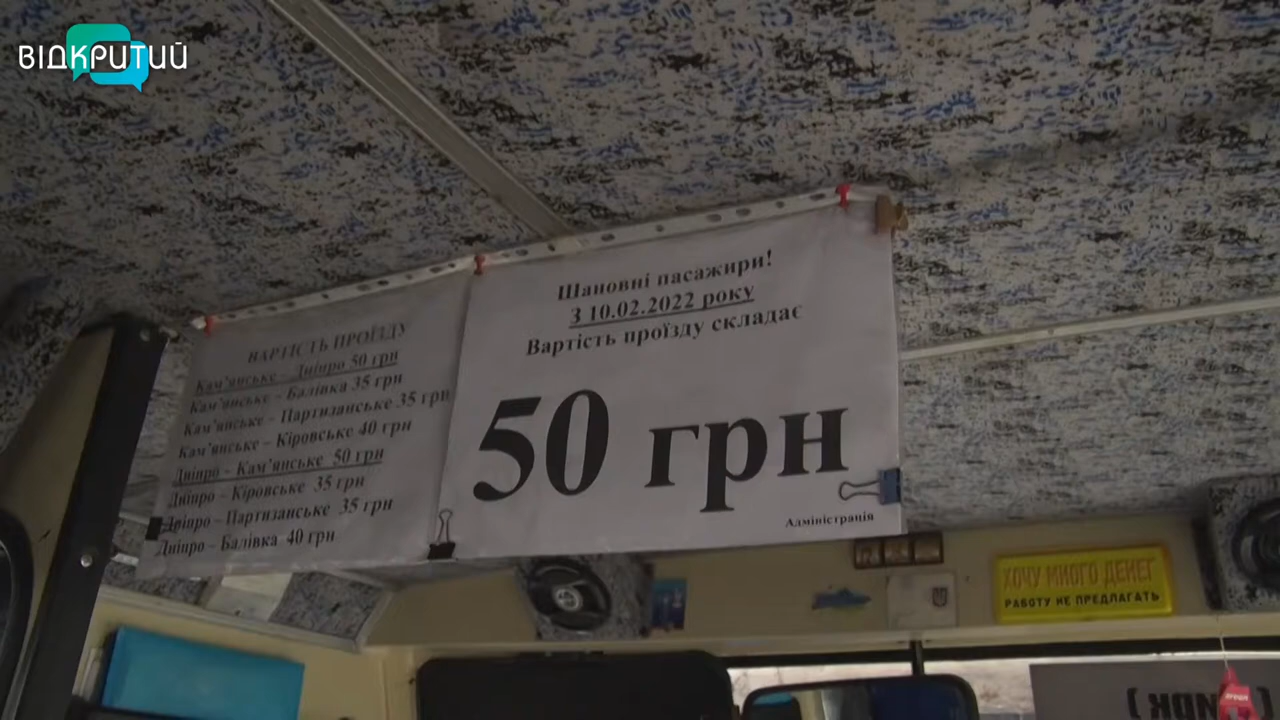 ВІДКРИТИЙ
ВАРТІСТЬ ПРОЇЗДУ
Кам'янське – Дніпро 50 грн
Кам'янське – Балівка 35 грн
Кам'янське – Партизанське 35 грн
Кам'янське – Кіровське 40 грн
Дніпро – Кам'янське 50 грн
Дніпро – Кіровське 35 грн
Дніпро – Партизанське 35 грн
Дніпро – Балівка 40 грн
Шановні пасажири!
З 10.02.2022 року
Вартість проїзду складає
50 грн
Адміністрація
ХОЧУ МНОГО ДЕНЕГ
РАБОТУ НЕ ПРЕДЛАГАТЬ